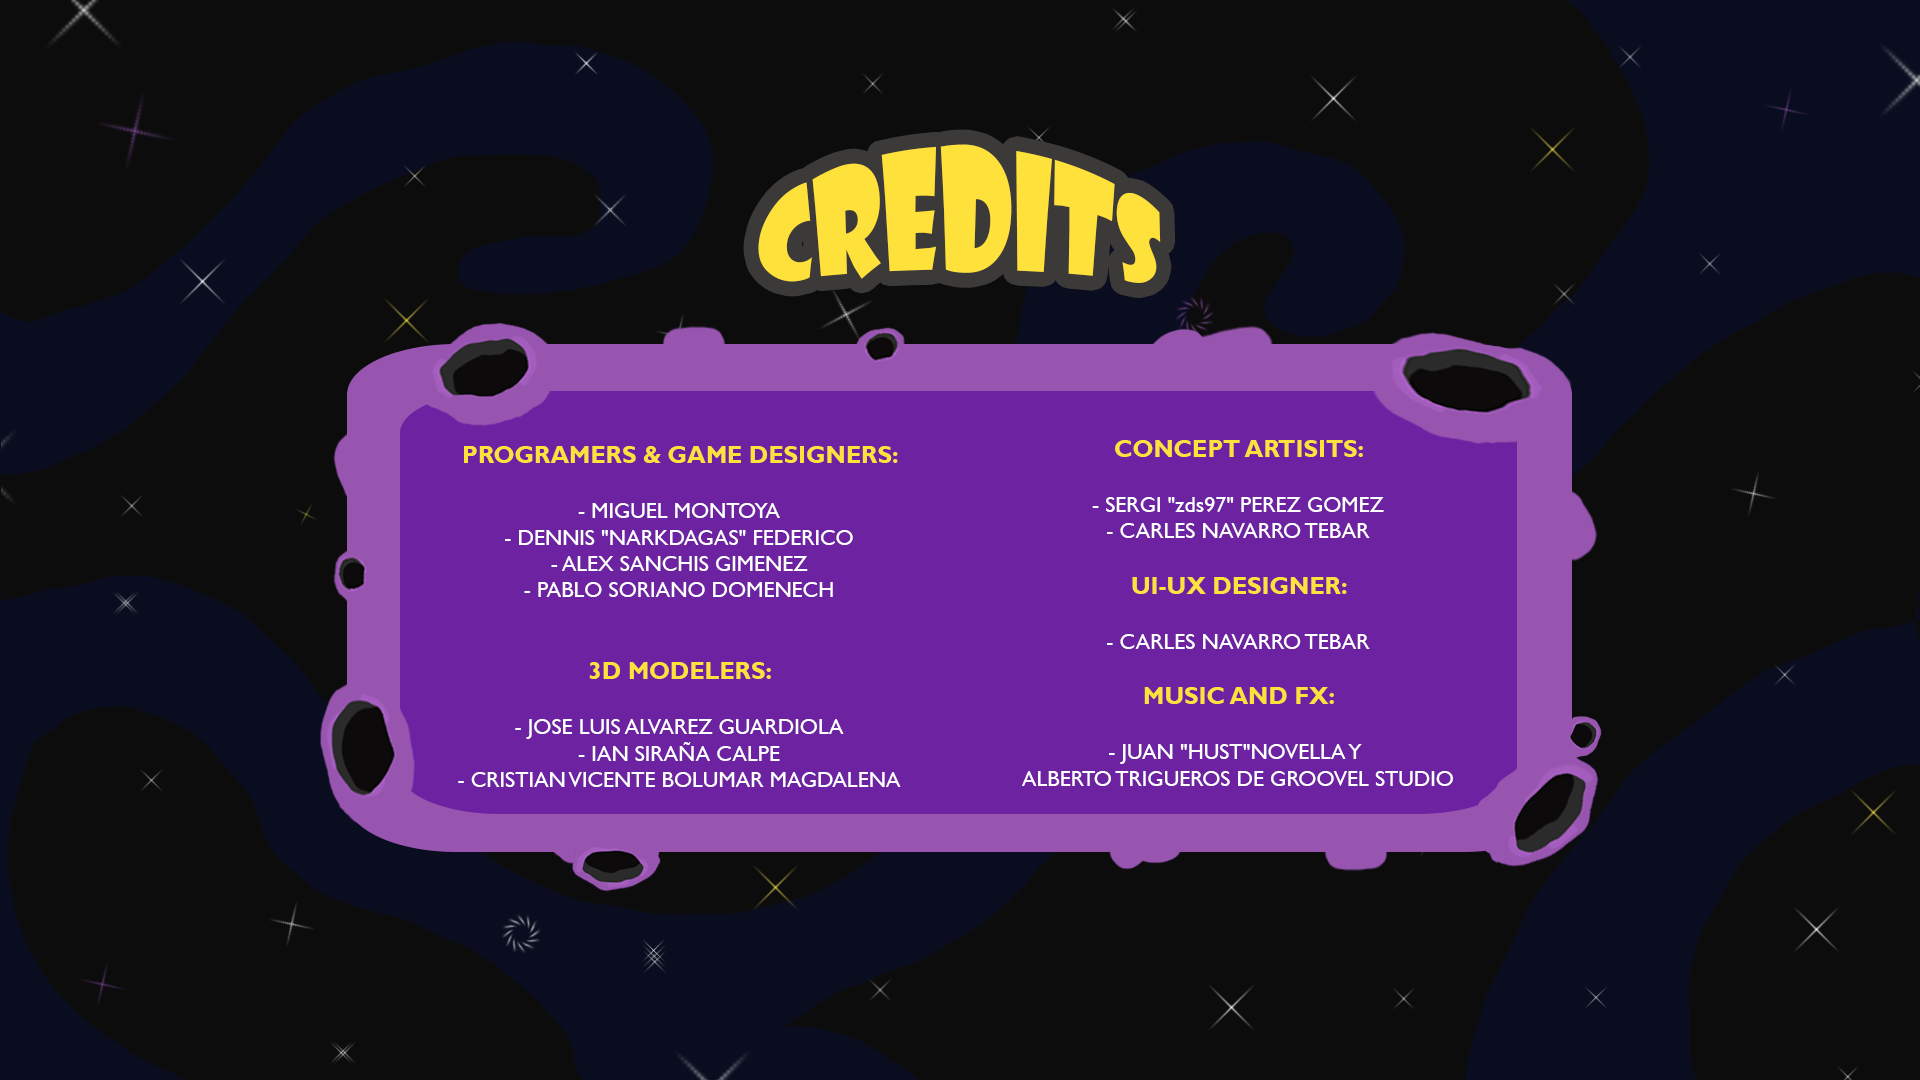 CREDITS
PROGRAMERS & GAME DESIGNERS:
- MIGUEL MONTOYA
- DENNIS "NARKDAGAS" FEDERICO
- ALEX SANCHIS GIMENEZ
- PABLO SORIANO DOMENECH
3D MODELERS:
- JOSE LUIS ALVAREZ GUARDIOLA
- IAN SIRAÑA CALPE
- CRISTIAN VICENTE BOLUMAR MAGDALENA
CONCEPT ARTISITS:
- SERGI "zds97" PEREZ GOMEZ
- CARLES NAVARRO TEBAR
UI-UX DESIGNER:
- CARLES NAVARRO TEBAR
MUSIC AND FX:
- JUAN "HUST"NOVELLA Y
ALBERTO TRIGUEROS DE GROOVEL STUDIO